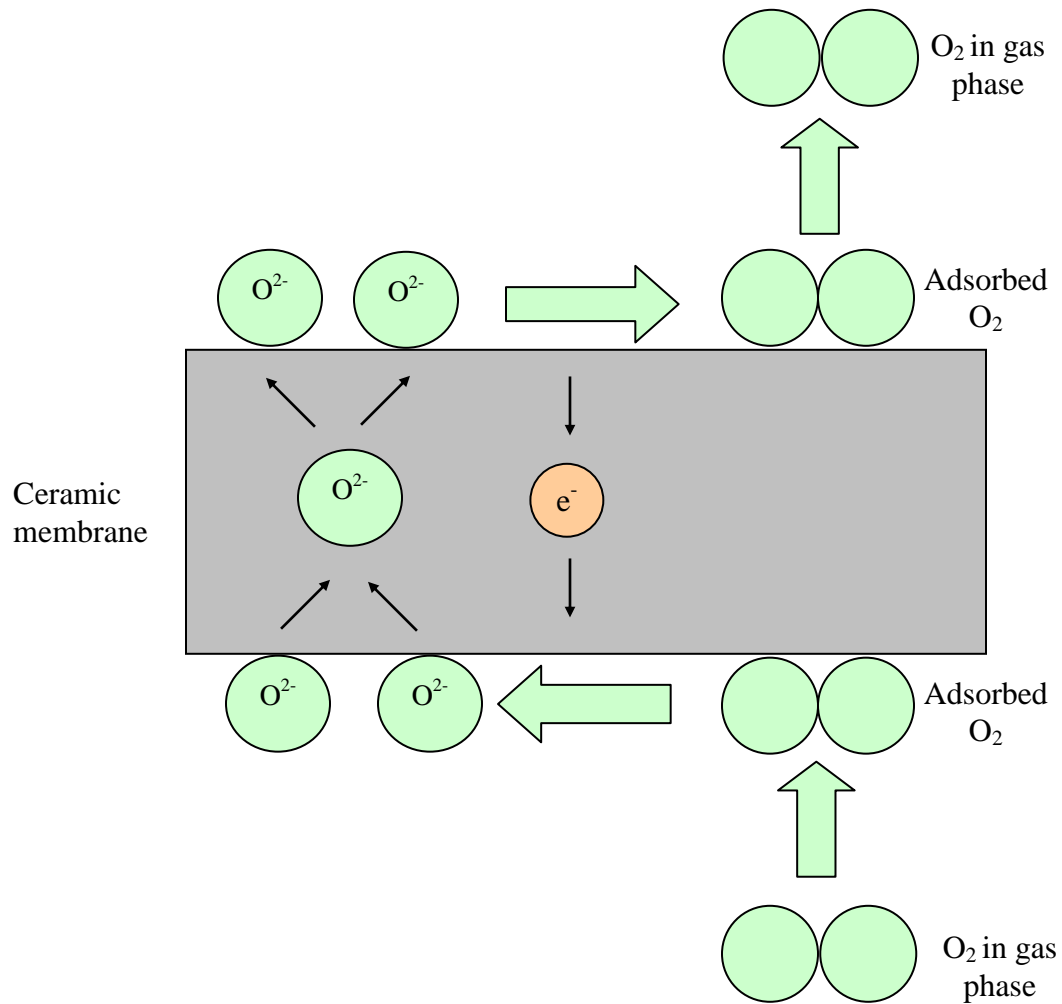 O₂ in gas
phase
O²⁻
O²⁻
Adsorbed
O₂
Ceramic
membrane
O²⁻
e⁻
O²⁻
O²⁻
Adsorbed
O₂
O₂ in gas
phase